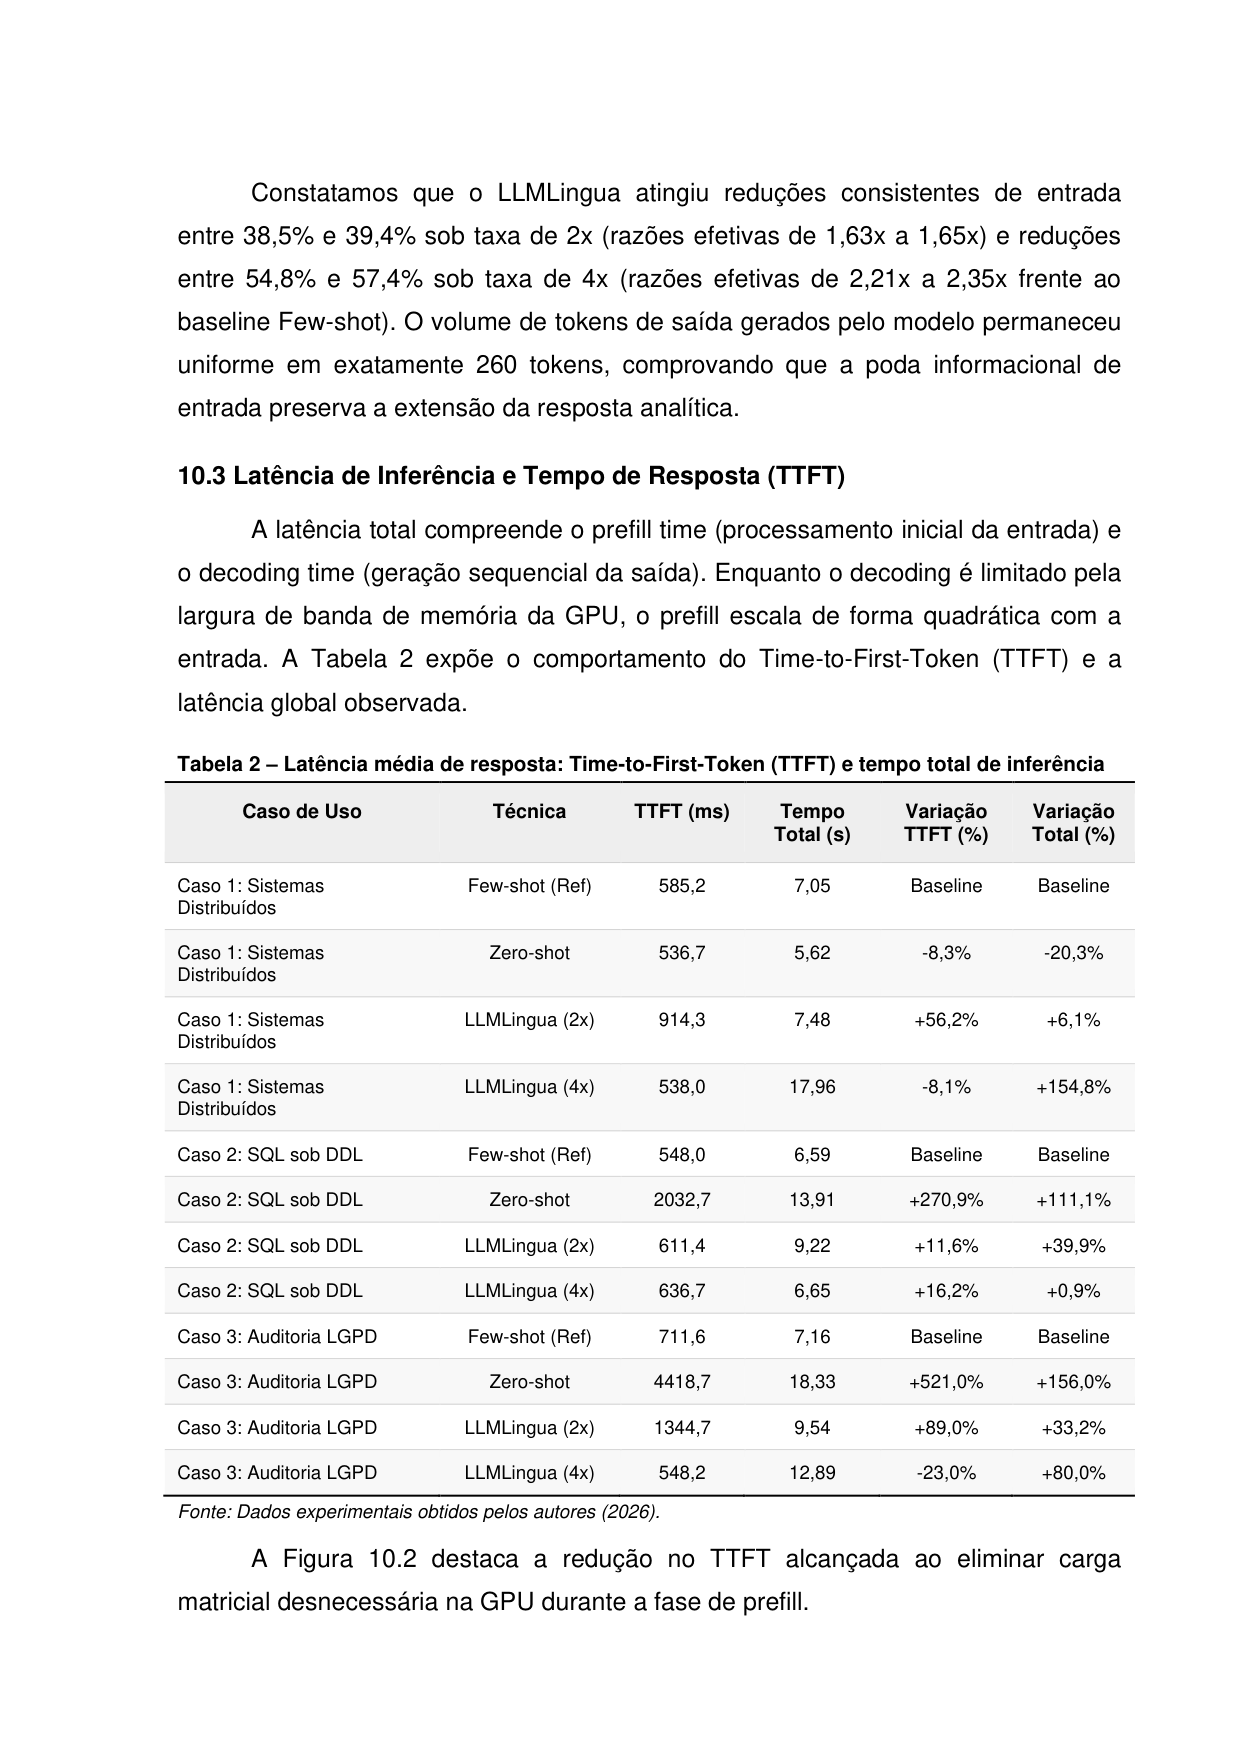 Constatamos que o LLMLingua atingiu reduções consistentes de entrada
entre 38,5% e 39,4% sob taxa de 2x (razões efetivas de 1,63x a 1,65x) e reduções
entre 54,8% e 57,4% sob taxa de 4x (razões efetivas de 2,21x a 2,35x frente ao
baseline Few-shot). O volume de tokens de saída gerados pelo modelo permaneceu
uniforme em exatamente 260 tokens, comprovando que a poda informacional de
entrada preserva a extensão da resposta analítica.
10.3 Latência de Inferência e Tempo de Resposta (TTFT)
A latência total compreende o prefill time (processamento inicial da entrada) e
o decoding time (geração sequencial da saída). Enquanto o decoding é limitado pela
largura de banda de memória da GPU, o prefill escala de forma quadrática com a
entrada. A Tabela 2 expõe o comportamento do Time-to-First-Token (TTFT) e a
latência global observada.
Tabela 2 – Latência média de resposta: Time-to-First-Token (TTFT) e tempo total de inferência
Caso de Uso Técnica TTFT (ms) Tempo Variação Variação
Total (s) TTFT (%) Total (%)
Caso 1: Sistemas Few-shot (Ref) 585,2 7,05 Baseline Baseline
Distribuídos
Caso 1: Sistemas Zero-shot 536,7 5,62 -8,3% -20,3%
Distribuídos
Caso 1: Sistemas LLMLingua (2x) 914,3 7,48 +56,2% +6,1%
Distribuídos
Caso 1: Sistemas LLMLingua (4x) 538,0 17,96 -8,1% +154,8%
Distribuídos
Caso 2: SQL sob DDL Few-shot (Ref) 548,0 6,59 Baseline Baseline
Caso 2: SQL sob DDL Zero-shot 2032,7 13,91 +270,9% +111,1%
Caso 2: SQL sob DDL LLMLingua (2x) 611,4 9,22 +11,6% +39,9%
Caso 2: SQL sob DDL LLMLingua (4x) 636,7 6,65 +16,2% +0,9%
Caso 3: Auditoria LGPD Few-shot (Ref) 711,6 7,16 Baseline Baseline
Caso 3: Auditoria LGPD Zero-shot 4418,7 18,33 +521,0% +156,0%
Caso 3: Auditoria LGPD LLMLingua (2x) 1344,7 9,54 +89,0% +33,2%
Caso 3: Auditoria LGPD LLMLingua (4x) 548,2 12,89 -23,0% +80,0%
Fonte: Dados experimentais obtidos pelos autores (2026).
A Figura 10.2 destaca a redução no TTFT alcançada ao eliminar carga
matricial desnecessária na GPU durante a fase de prefill.